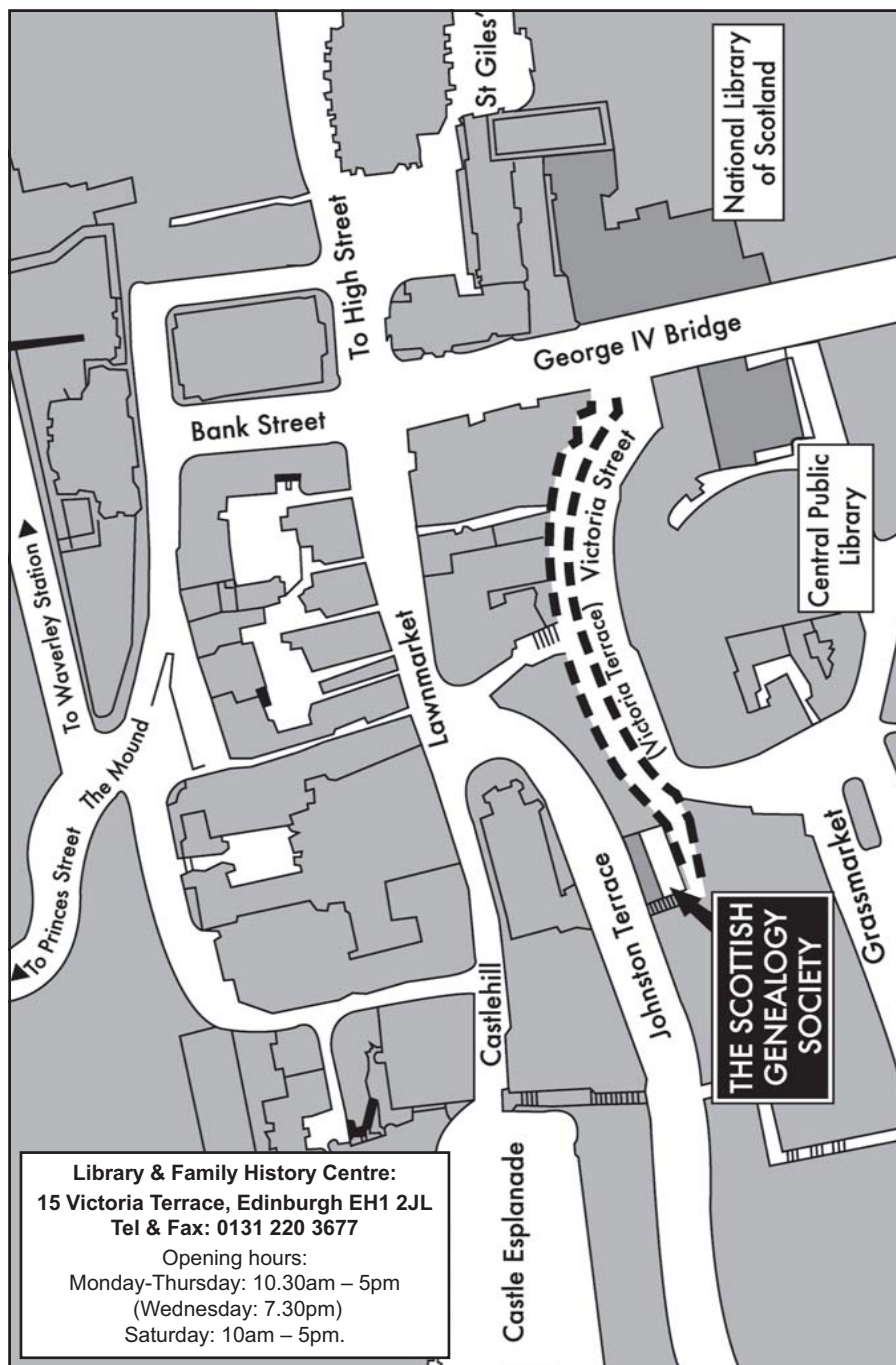 St Giles'
National Library
of Scotland
To High Street
George IV Bridge
Bank Street
To Waverley Station
Victoria Street
(Victoria Terrace)
Central Public
Library
Lawnmarket
The Mound
To Princes Street
Grassmarket
Johnston Terrace
Castlehill
THE SCOTTISH
GENEALOGY
SOCIETY
Castle Esplanade
Library & Family History Centre:
15 Victoria Terrace, Edinburgh EH1 2JL
Tel & Fax: 0131 220 3677
Opening hours:
Monday-Thursday: 10.30am – 5pm
(Wednesday: 7.30pm)
Saturday: 10am – 5pm.